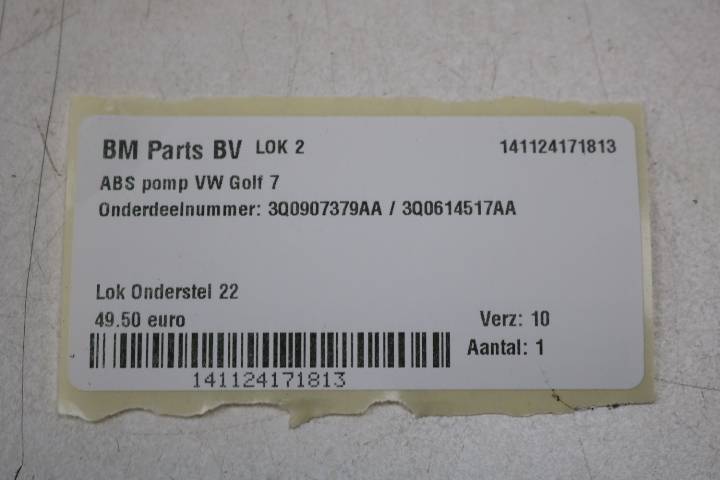 BM Parts BV LOK 2 141124171813
ABS pomp VW Golf 7
Onderdeelnummer: 3Q0907379AA / 3Q0614517AA
Lok Onderstel 22
49.50 euro Verz: 10
Aantal: 1
141124171813